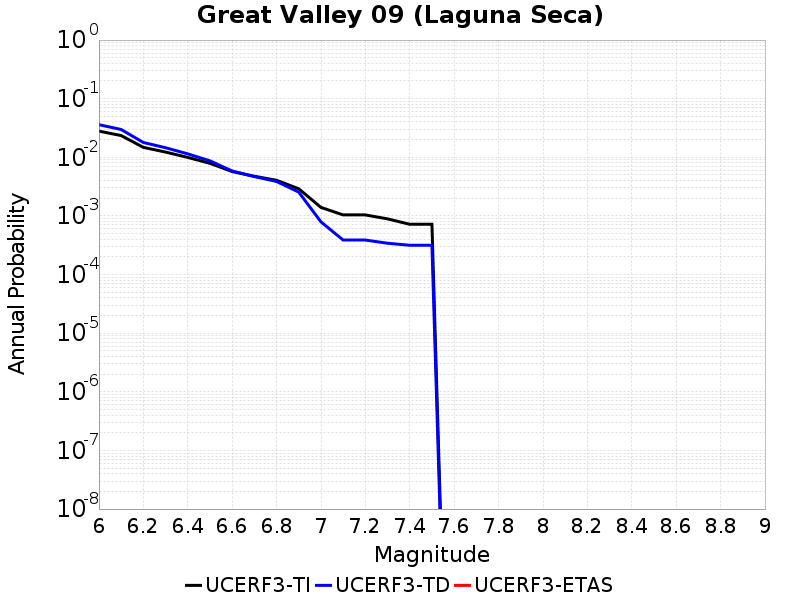 Great Valley 09 (Laguna Seca)
10^0
10^-1
10^-2
10^-3
10^-4
10^-5
10^-6
10^-7
10^-8
Annual Probability
6 6.2 6.4 6.6 6.8 7 7.2 7.4 7.6 7.8 8 8.2 8.4 8.6 8.8 9
Magnitude
UCERF3-TI UCERF3-TD UCERF3-ETAS